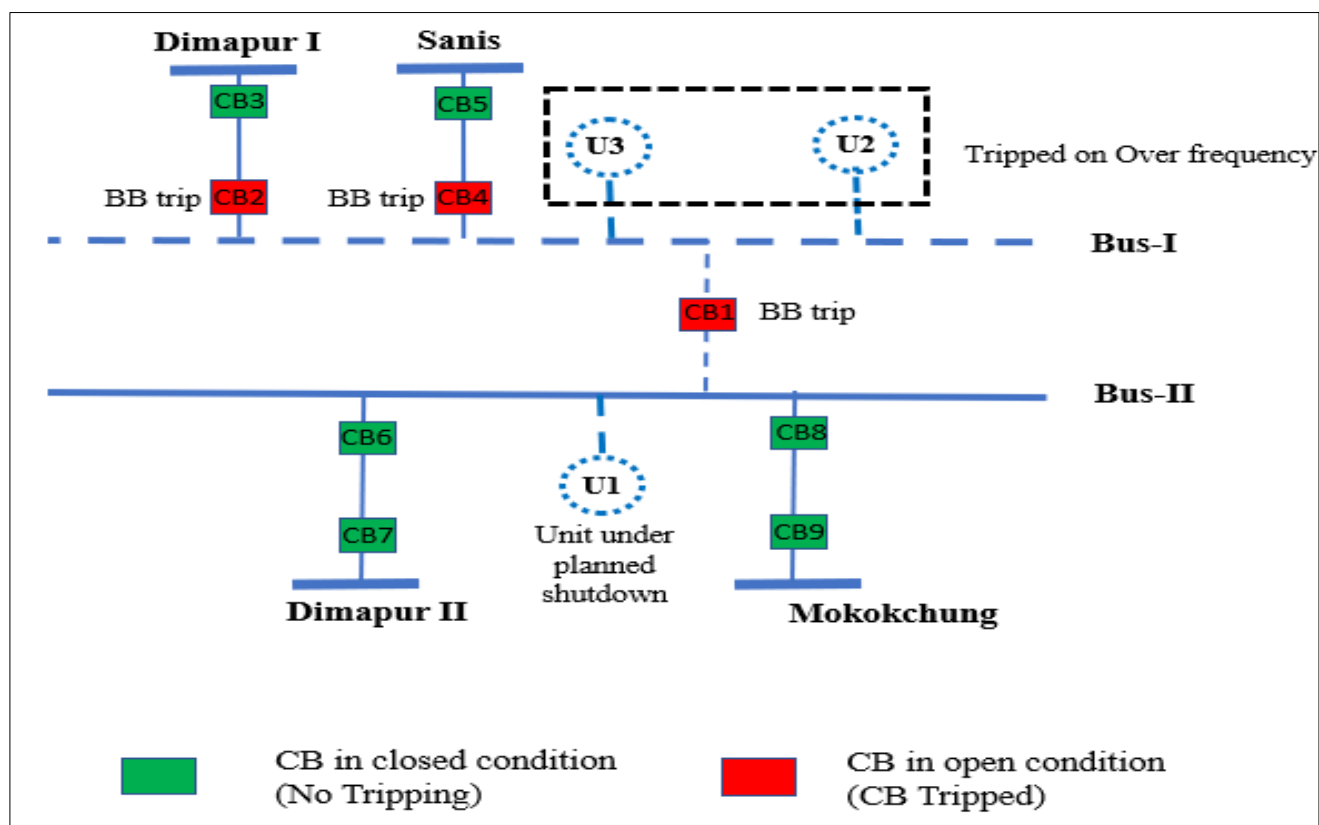 Dimapur I
Sanis
CB3
CB5
U3
U2
Tripped on Over frequency
BB trip
CB2
BB trip
CB4
Bus-I
CB1
BB trip
Bus-II
CB6
CB8
U1
CB7
CB9
Unit under
planned
shutdown
Dimapur II
Mokokchung
CB in closed condition
(No Tripping)
CB in open condition
(CB Tripped)